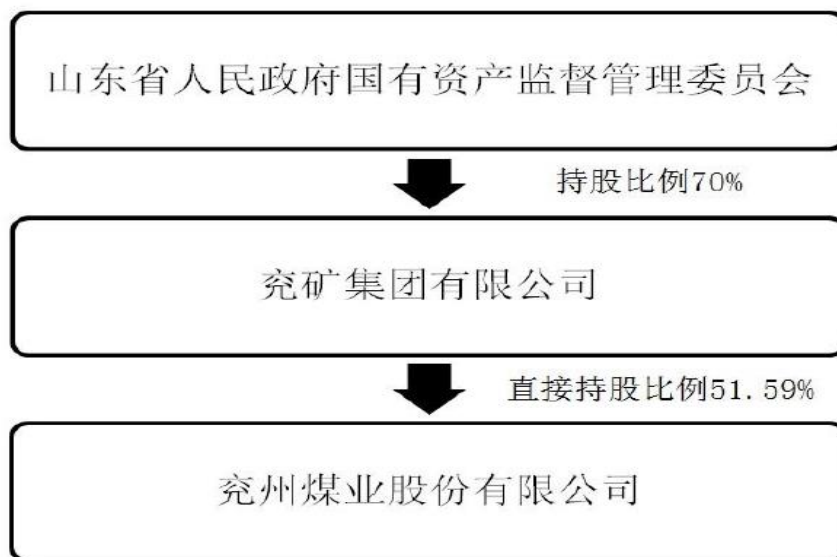 山东省人民政府国有资产监督管理委员会
持股比例70%
兖矿集团有限公司
直接持股比例51.59%
兖州煤业股份有限公司